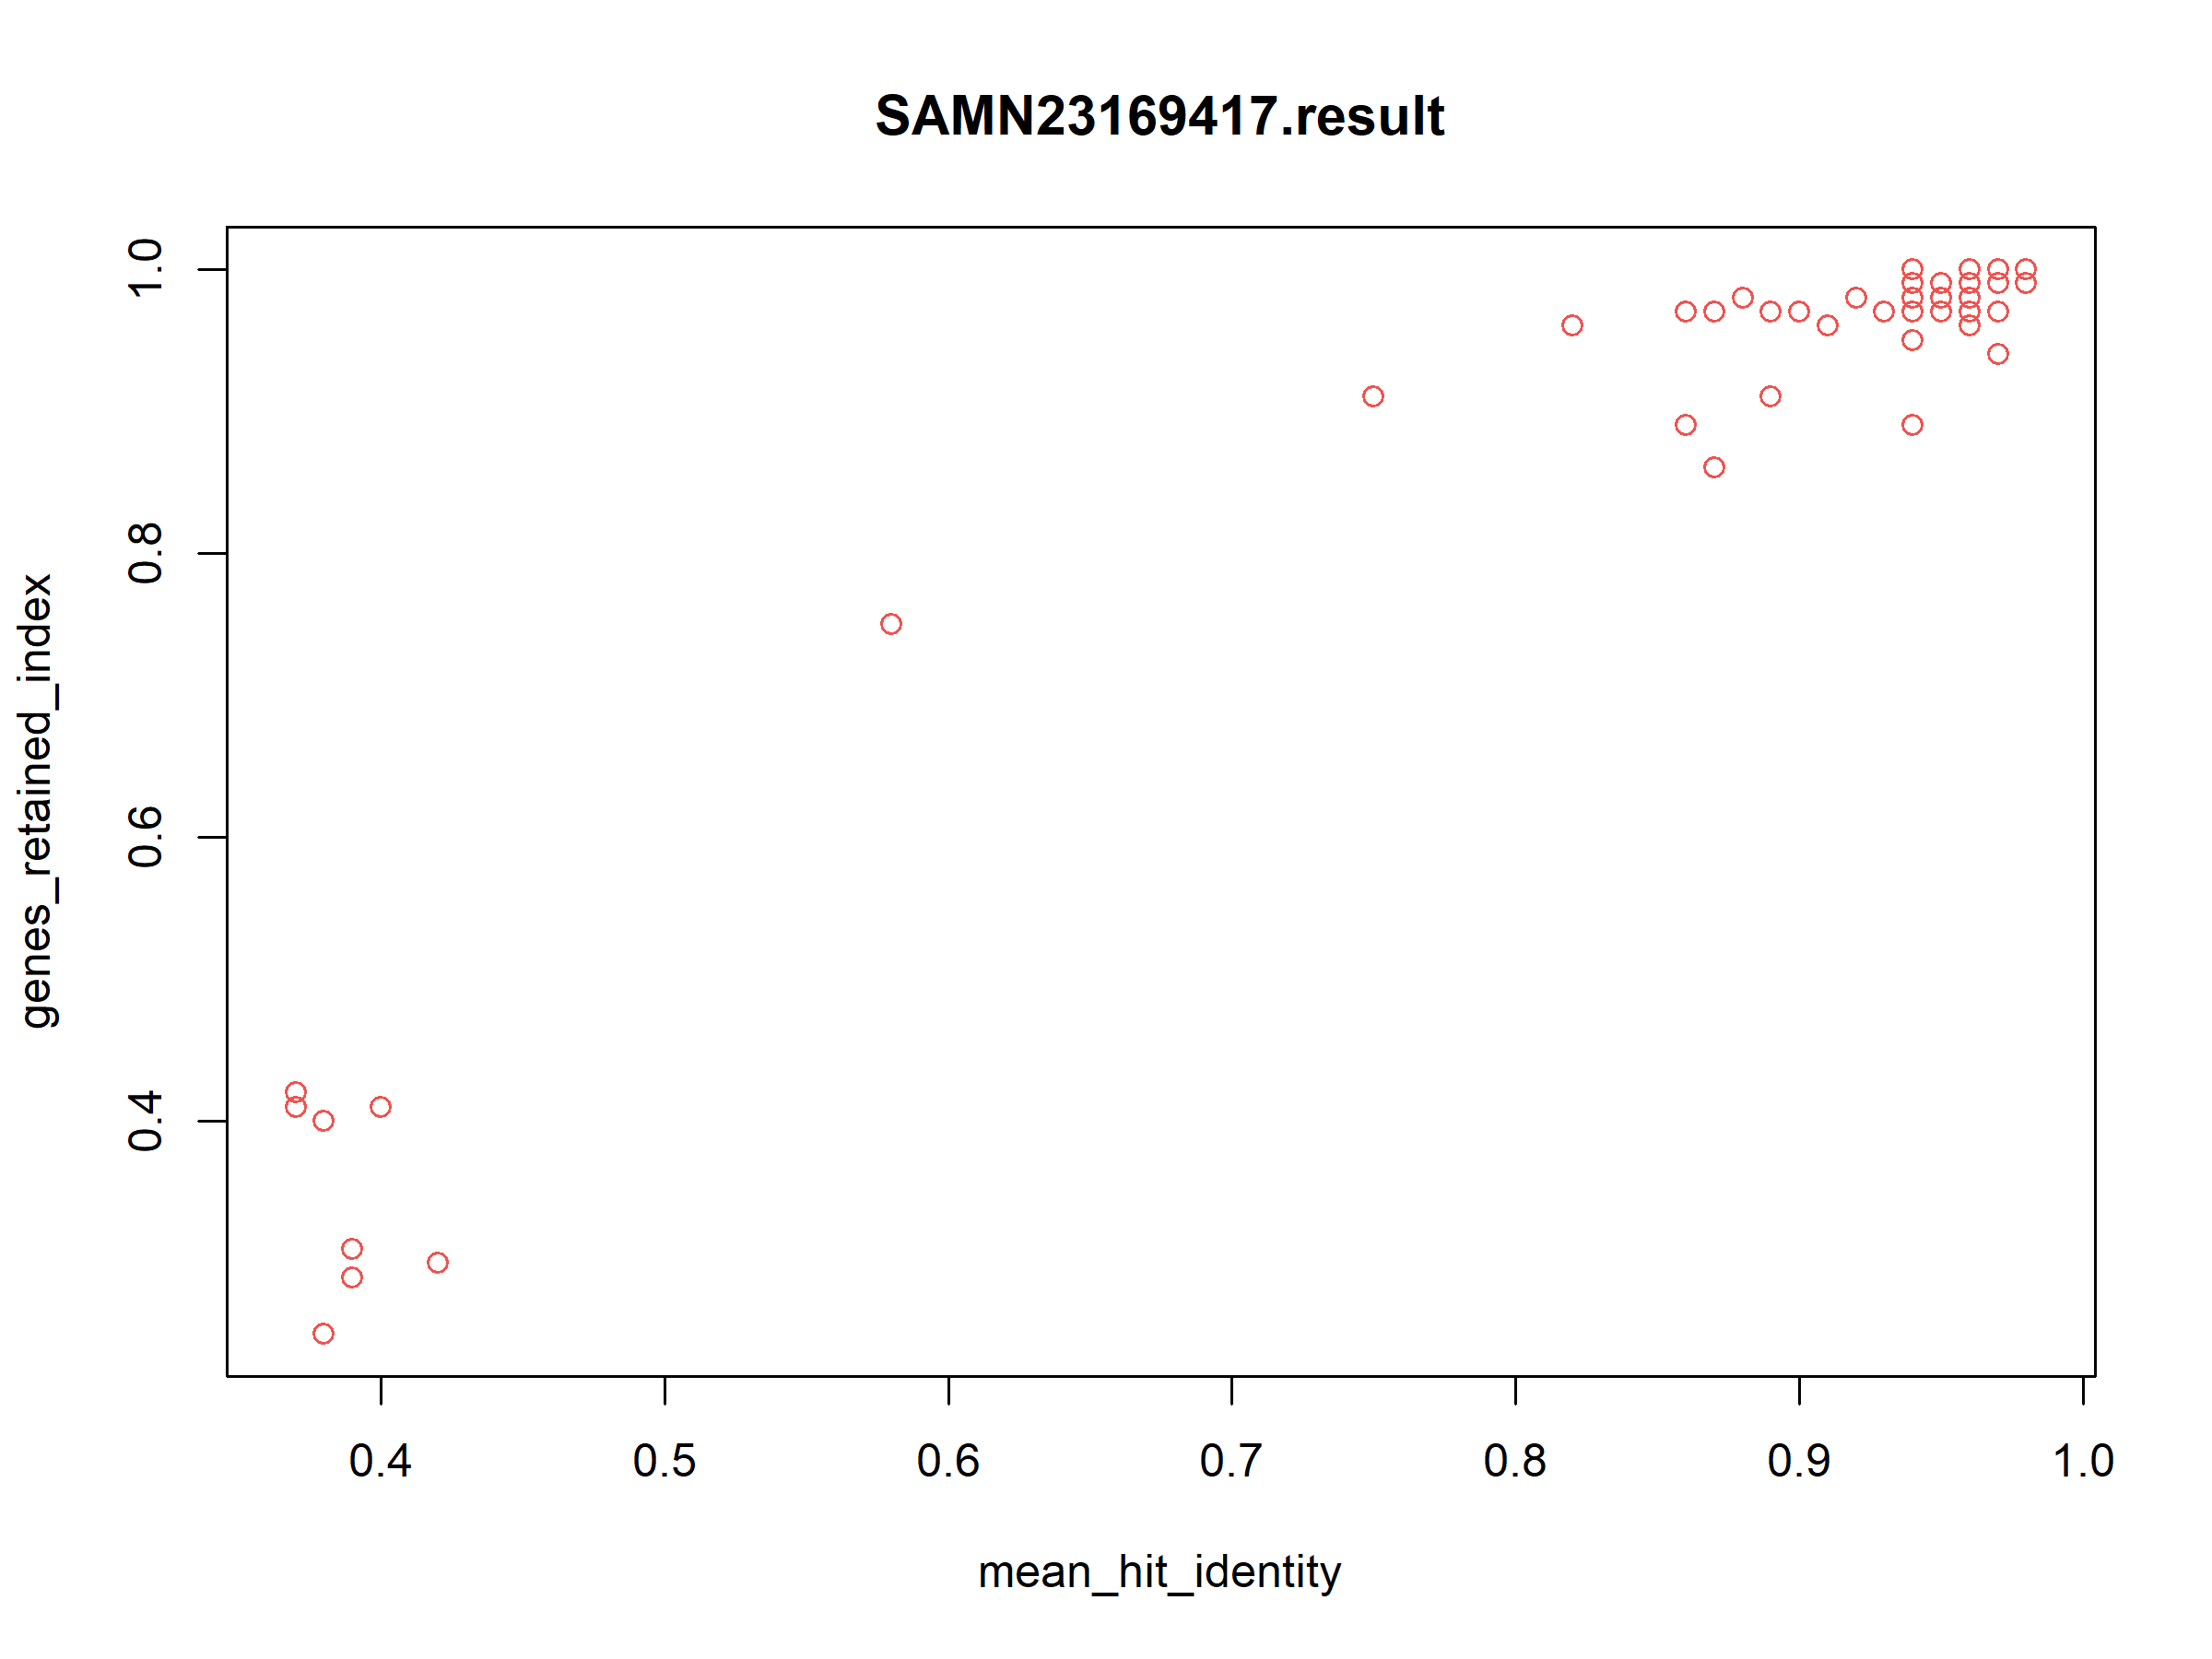 SAMN23169417.result
genes_retained_index
1.0
0.8
0.6
0.4
0.4 0.5 0.6 0.7 0.8 0.9 1.0
mean_hit_identity